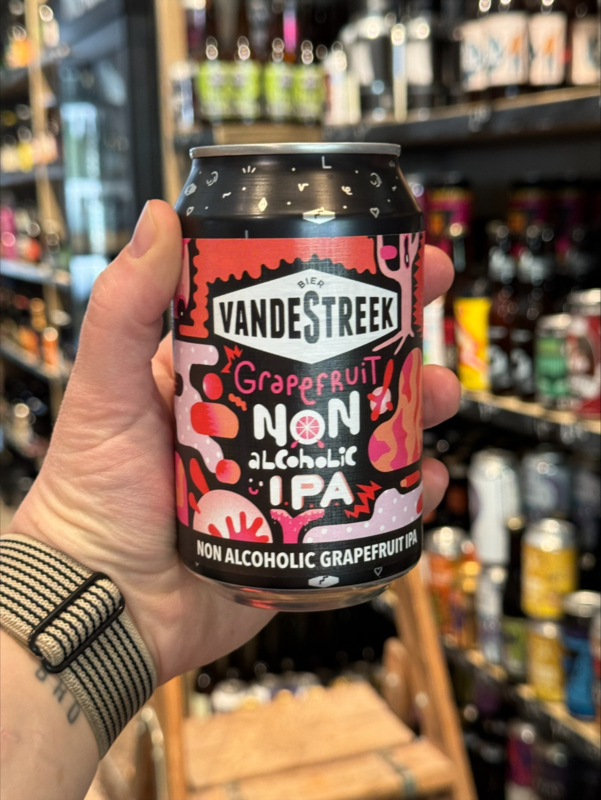 BIER
VANDESTREEK
GRaPeFRUiT
NoN
aLCoHoLiC
IPA
NON ALCOHOLIC GRAPEFRUIT IPA